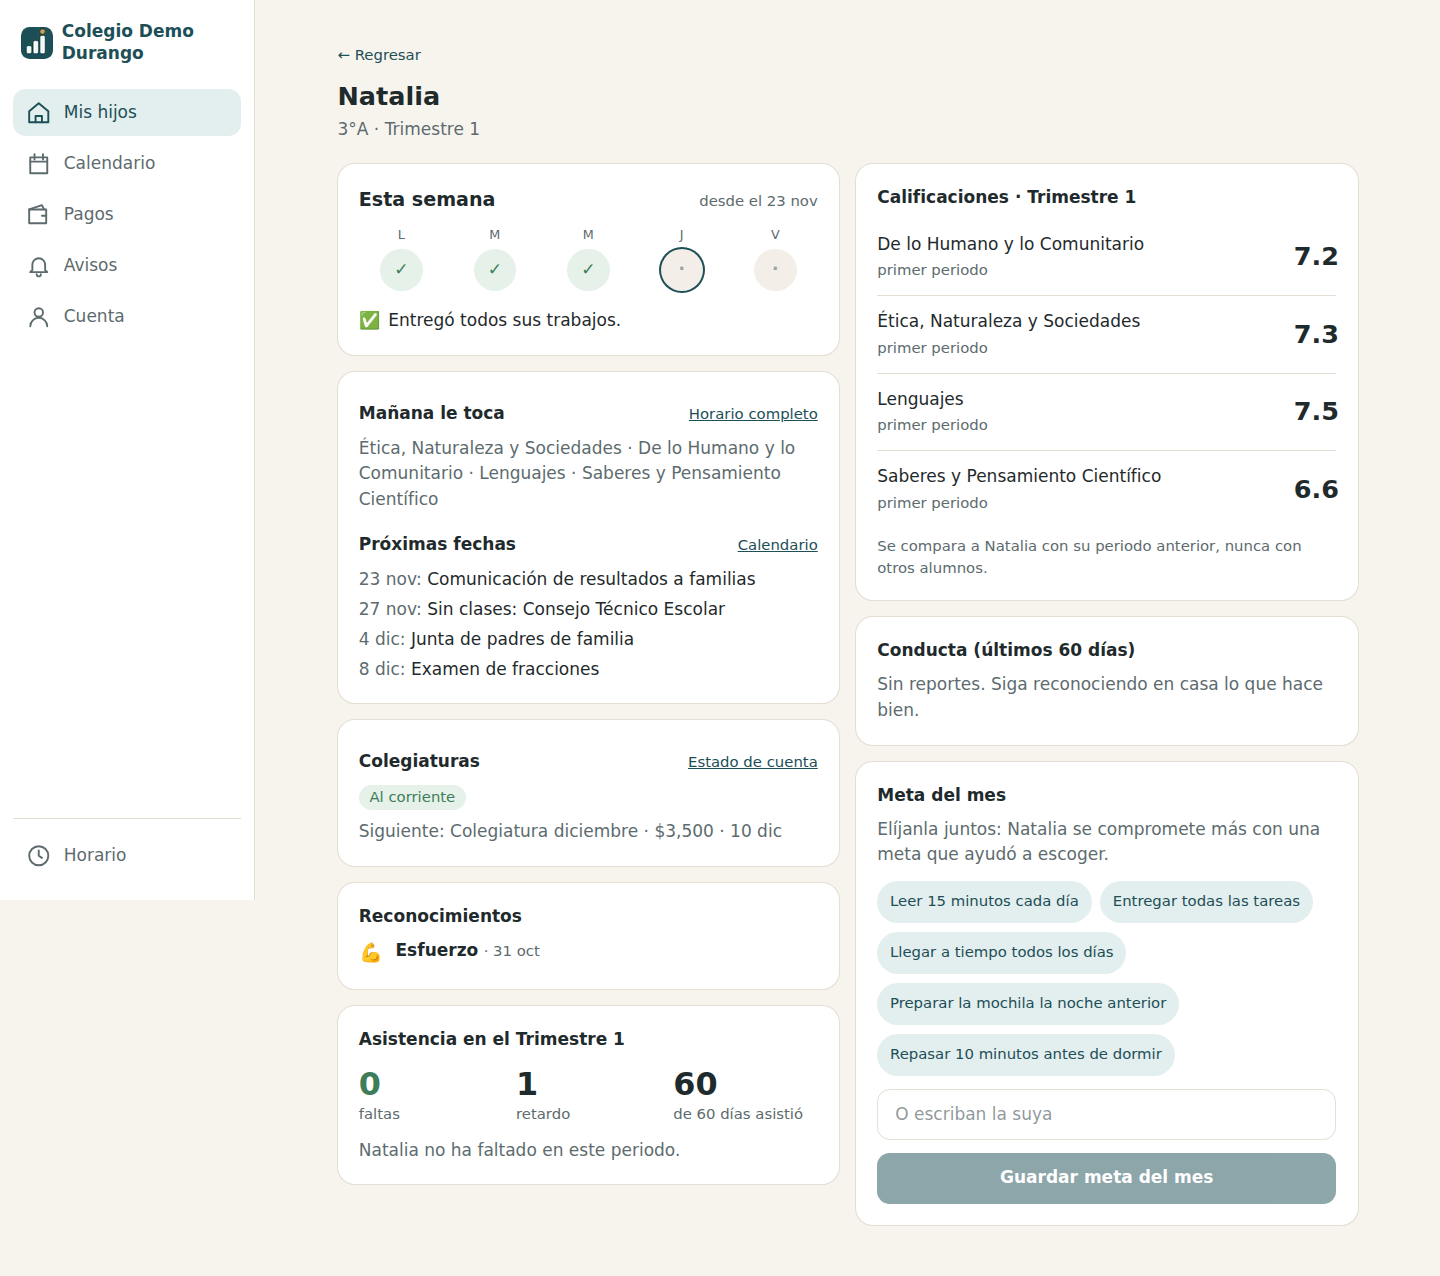 Colegio Demo
Durango
Mis hijos
Calendario
Pagos
Avisos
Cuenta
Horario
← Regresar
Natalia
3°A · Trimestre 1
Esta semana
desde el 23 nov
L M M J V
✓ ✓ ✓ · ·
✅ Entregó todos sus trabajos.
Mañana le toca
Horario completo
Ética, Naturaleza y Sociedades · De lo Humano y lo
Comunitario · Lenguajes · Saberes y Pensamiento
Científico
Próximas fechas
Calendario
23 nov: Comunicación de resultados a familias
27 nov: Sin clases: Consejo Técnico Escolar
4 dic: Junta de padres de familia
8 dic: Examen de fracciones
Colegiaturas
Estado de cuenta
Al corriente
Siguiente: Colegiatura diciembre · $3,500 · 10 dic
Reconocimientos
💪 Esfuerzo · 31 oct
Asistencia en el Trimestre 1
0 1 60
faltas retardo de 60 días asistió
Natalia no ha faltado en este periodo.
Calificaciones · Trimestre 1
De lo Humano y lo Comunitario
primer periodo
7.2
Ética, Naturaleza y Sociedades
primer periodo
7.3
Lenguajes
primer periodo
7.5
Saberes y Pensamiento Científico
primer periodo
6.6
Se compara a Natalia con su periodo anterior, nunca con
otros alumnos.
Conducta (últimos 60 días)
Sin reportes. Siga reconociendo en casa lo que hace
bien.
Meta del mes
Elíjanla juntos: Natalia se compromete más con una
meta que ayudó a escoger.
Leer 15 minutos cada día
Entregar todas las tareas
Llegar a tiempo todos los días
Preparar la mochila la noche anterior
Repasar 10 minutos antes de dormir
O escriban la suya
Guardar meta del mes